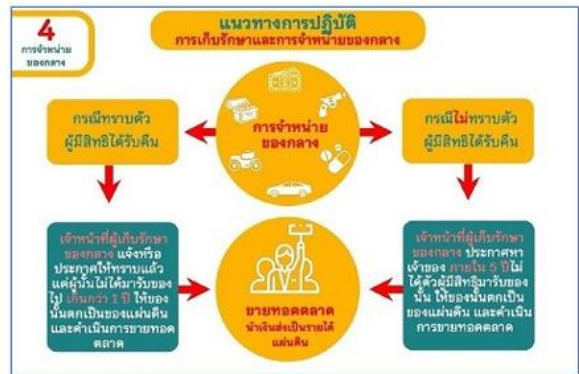 4
การจำหน่าย
ของกลาง
แนวทางการปฏิบัติ
การเก็บรักษาและการจำหน่ายของกลาง
กรณีทราบตัว
ผู้มีสิทธิได้รับคืน
การจำหน่าย
ของกลาง
กรณีไม่ทราบตัว
ผู้มีสิทธิได้รับคืน
เจ้าหน้าที่ผู้เก็บรักษา
ของกลาง แจ้งหรือ
ประกาศให้ทราบแล้ว
แต่ผู้นั้นไม่ได้มารับของ
ไป เกินกว่า 1 ปี ให้ของ
นั้นตกเป็นของแผ่นดิน
และดำเนินการขายทอด
ตลาด
ขายทอดตลาด
นำเงินส่งเป็นรายได้
แผ่นดิน
เจ้าหน้าที่ผู้เก็บรักษา
ของกลาง ประกาศหา
เจ้าของ ภายใน 5 ปีไม่
ได้ตัวผู้มีสิทธิมารับของ
นั้น ให้ของนั้นตกเป็น
ของแผ่นดิน และดำเนิน
การขายทอดตลาด